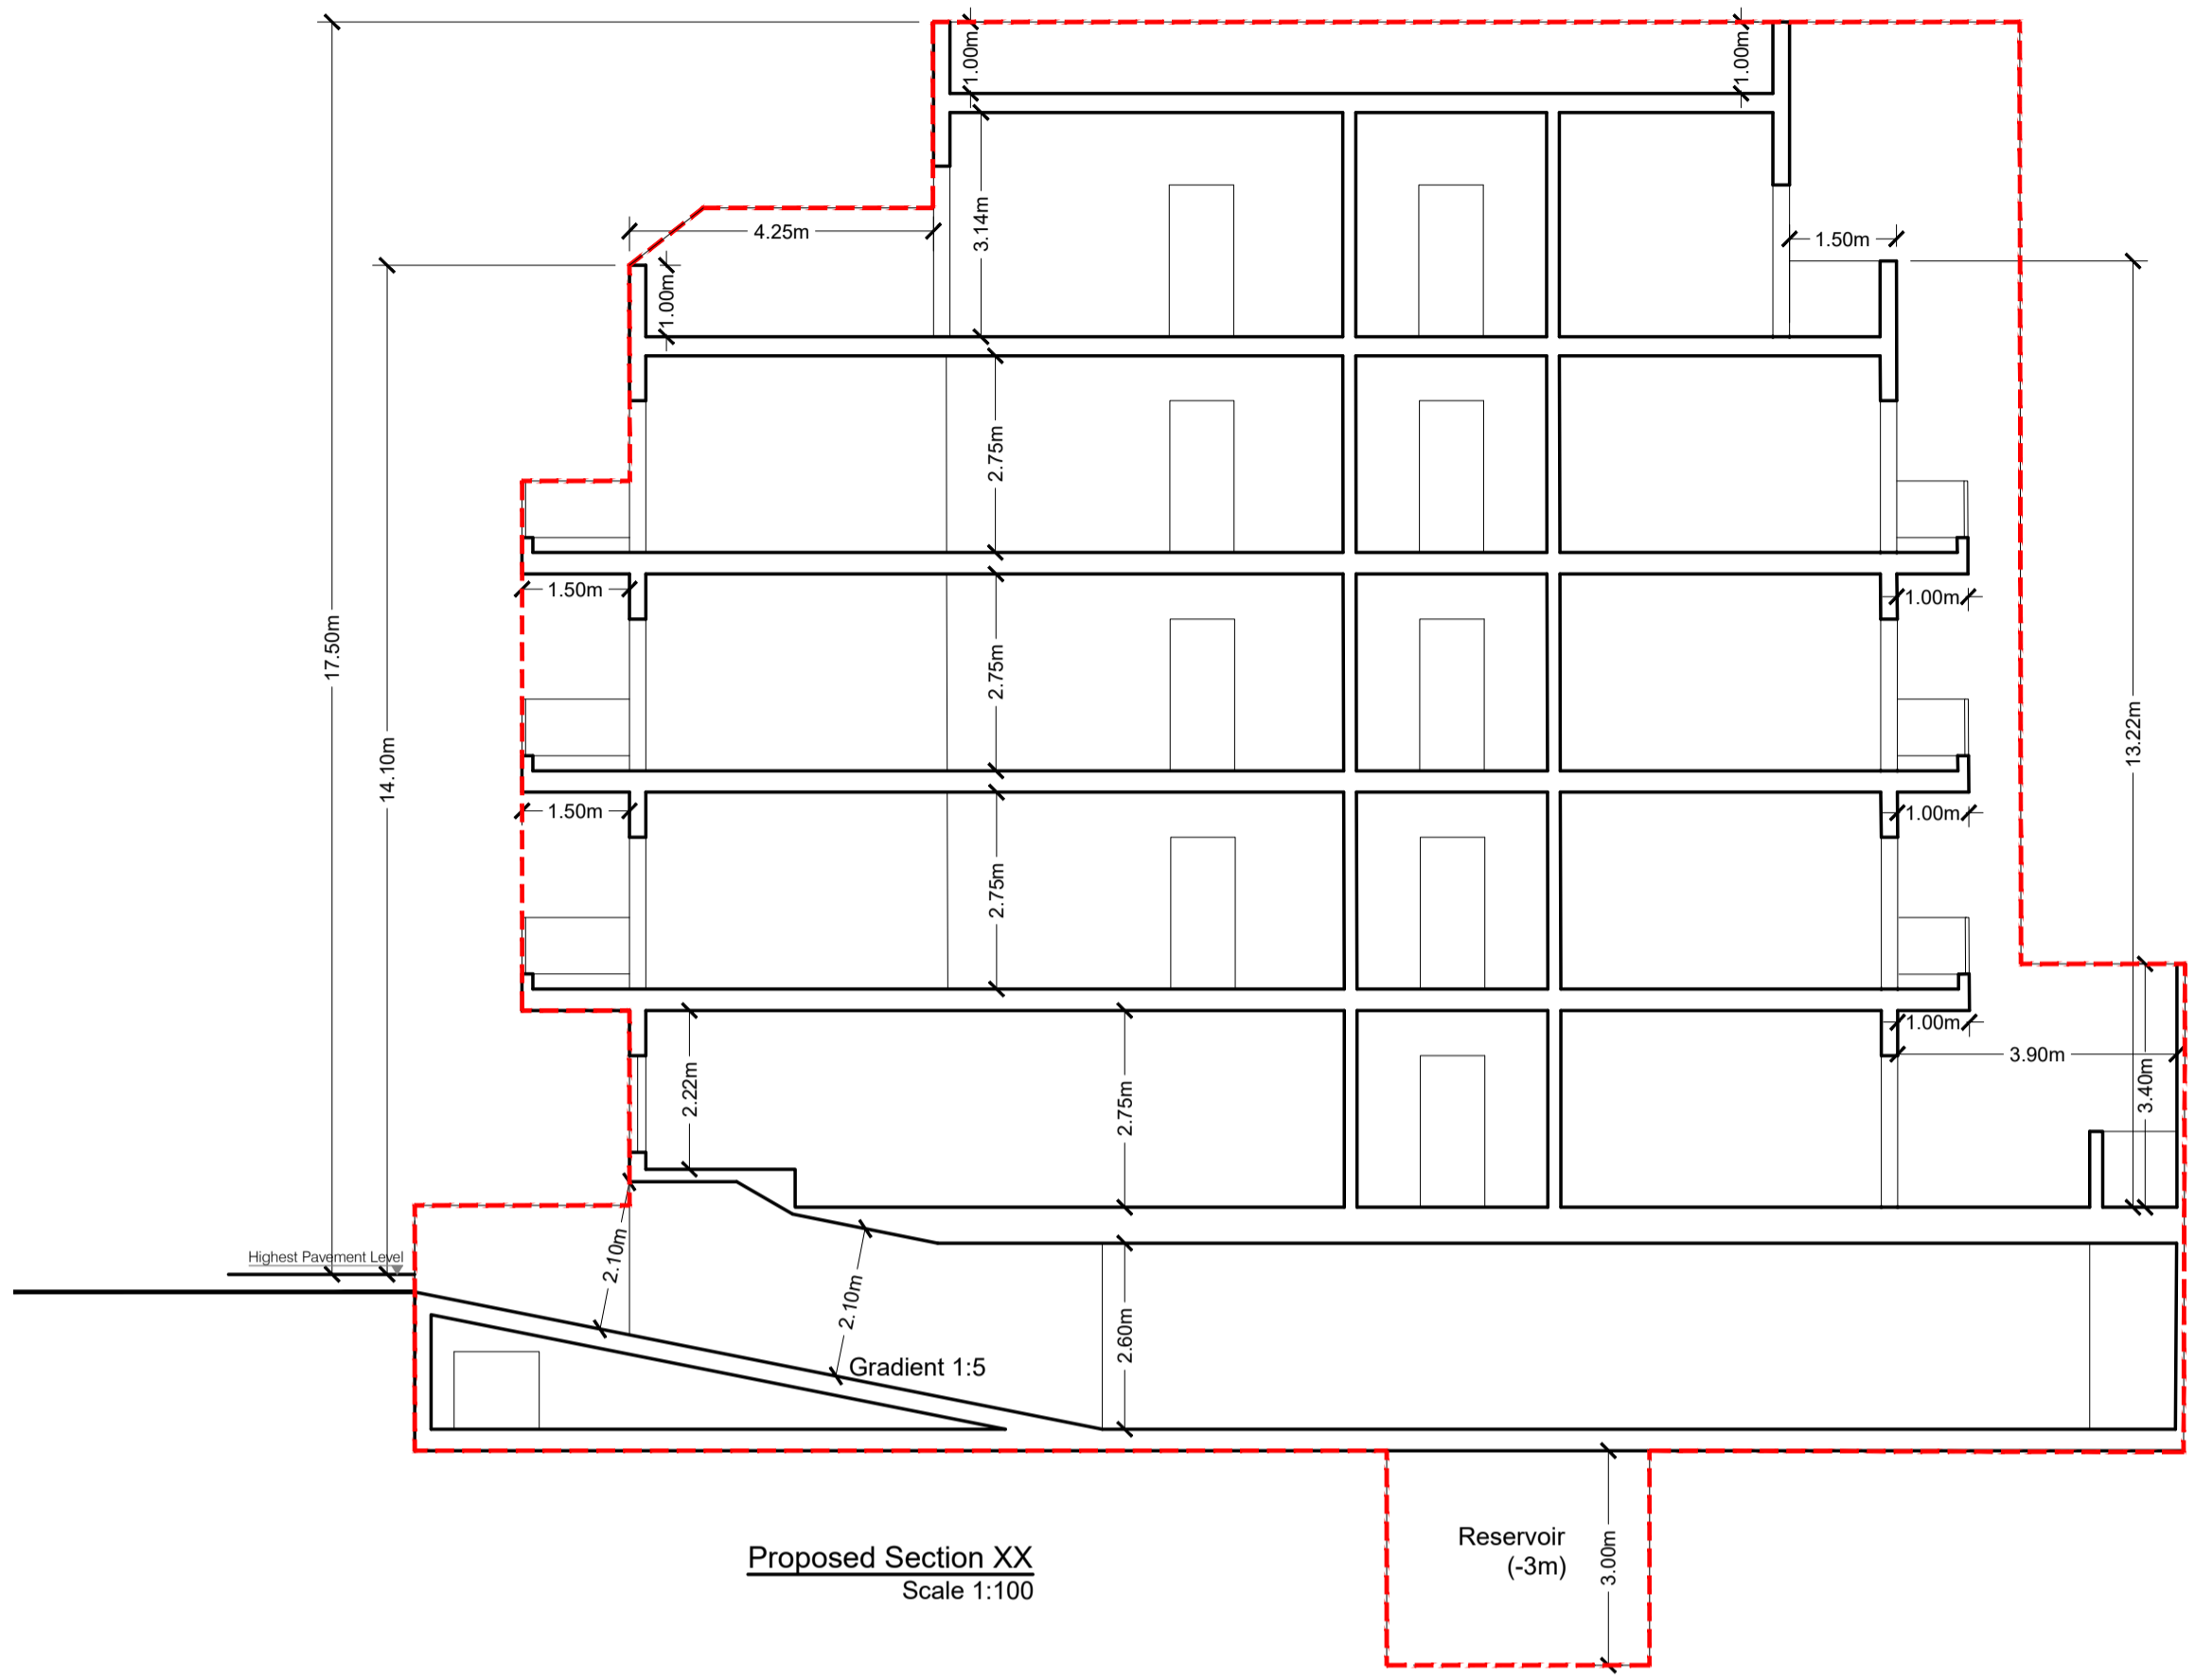 1.00m
1.00m
3.14m
4.25m
1.50m
1.00m
2.75m
17.50m
1.50m
1.00m
2.75m
13.22m
14.10m
1.50m
1.00m
2.75m
1.00m
3.90m
2.22m
2.75m
3.40m
Highest Pavement Level
2.10m
2.10m
2.60m
Gradient 1:5
Reservoir
(-3m)
3.00m
Proposed Section XX
Scale 1:100